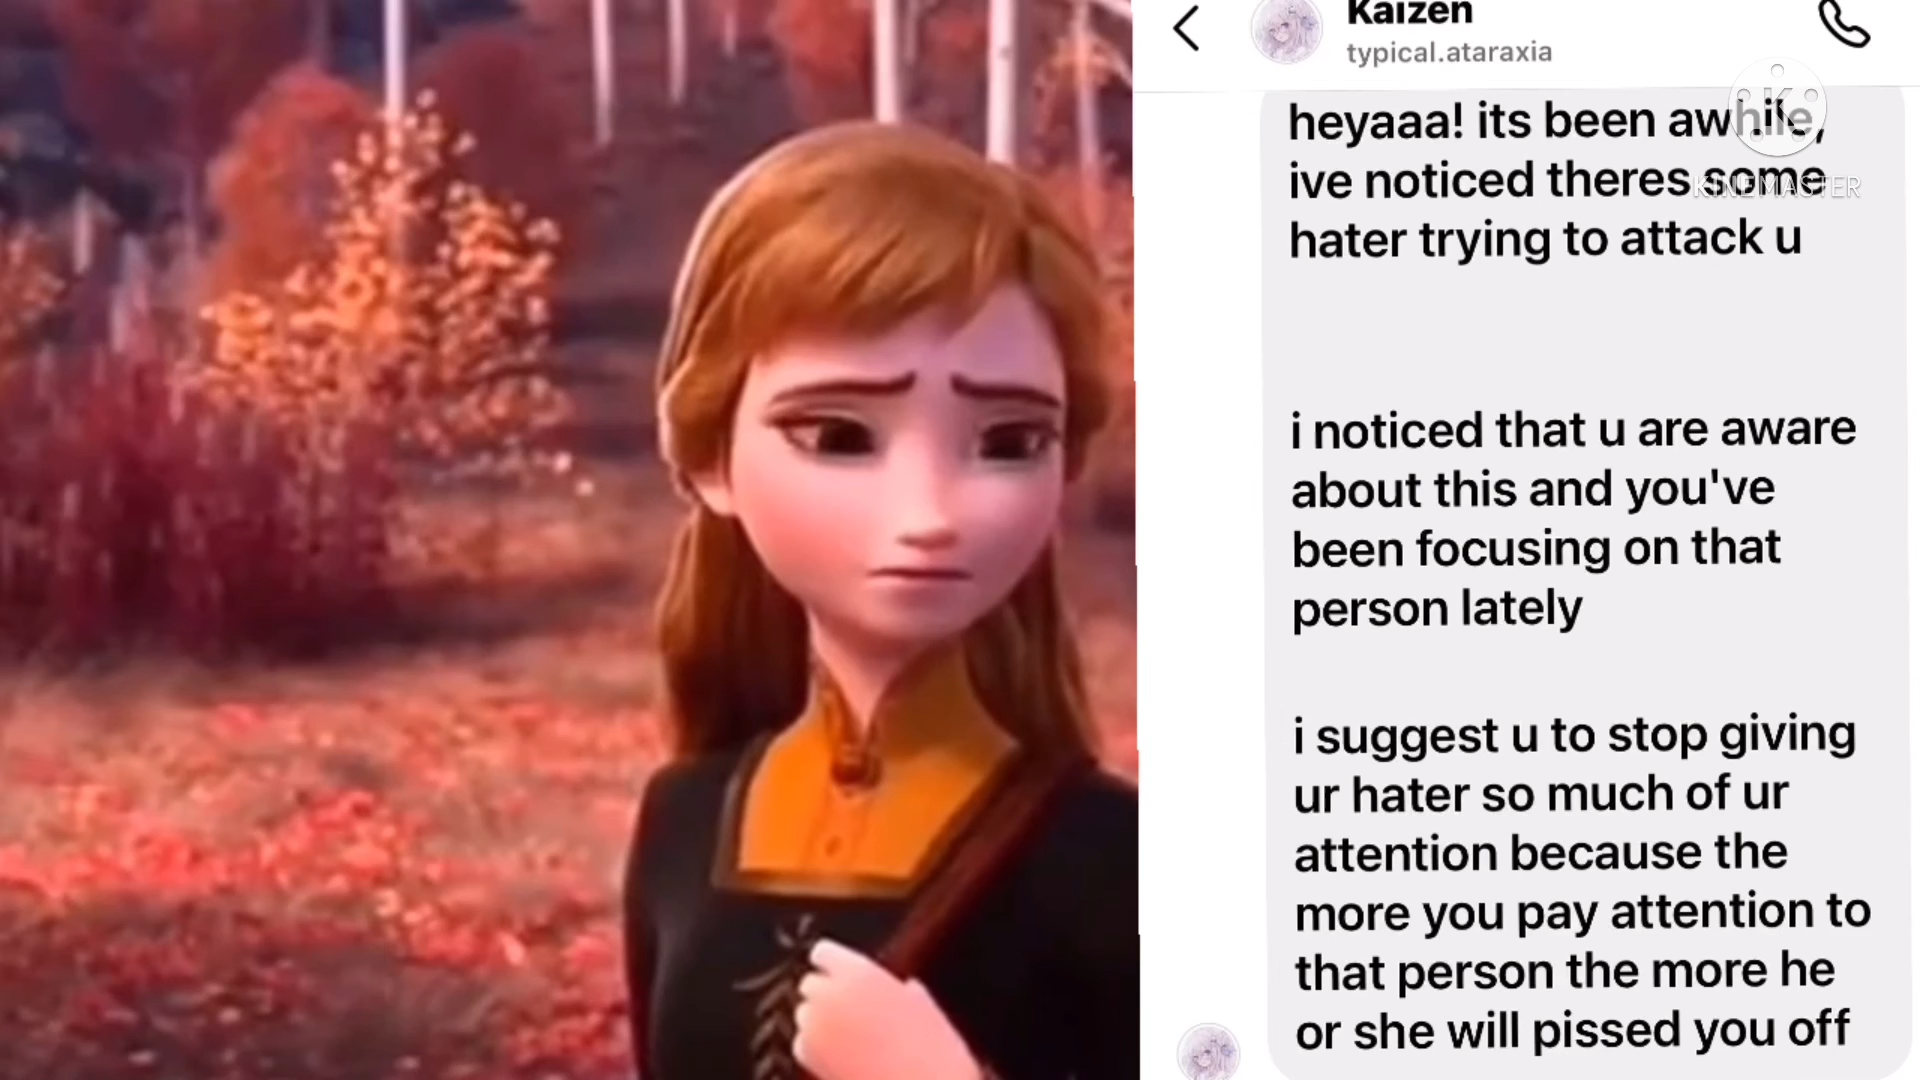 Kaizen
typical.ataraxia
heyaaa! its been awhile,
ive noticed theres some
hater trying to attack u
i noticed that u are aware
about this and you've
been focusing on that
person lately
i suggest u to stop giving
ur hater so much of ur
attention because the
more you pay attention to
that person the more he
or she will pissed you off
K
KINEMASTER